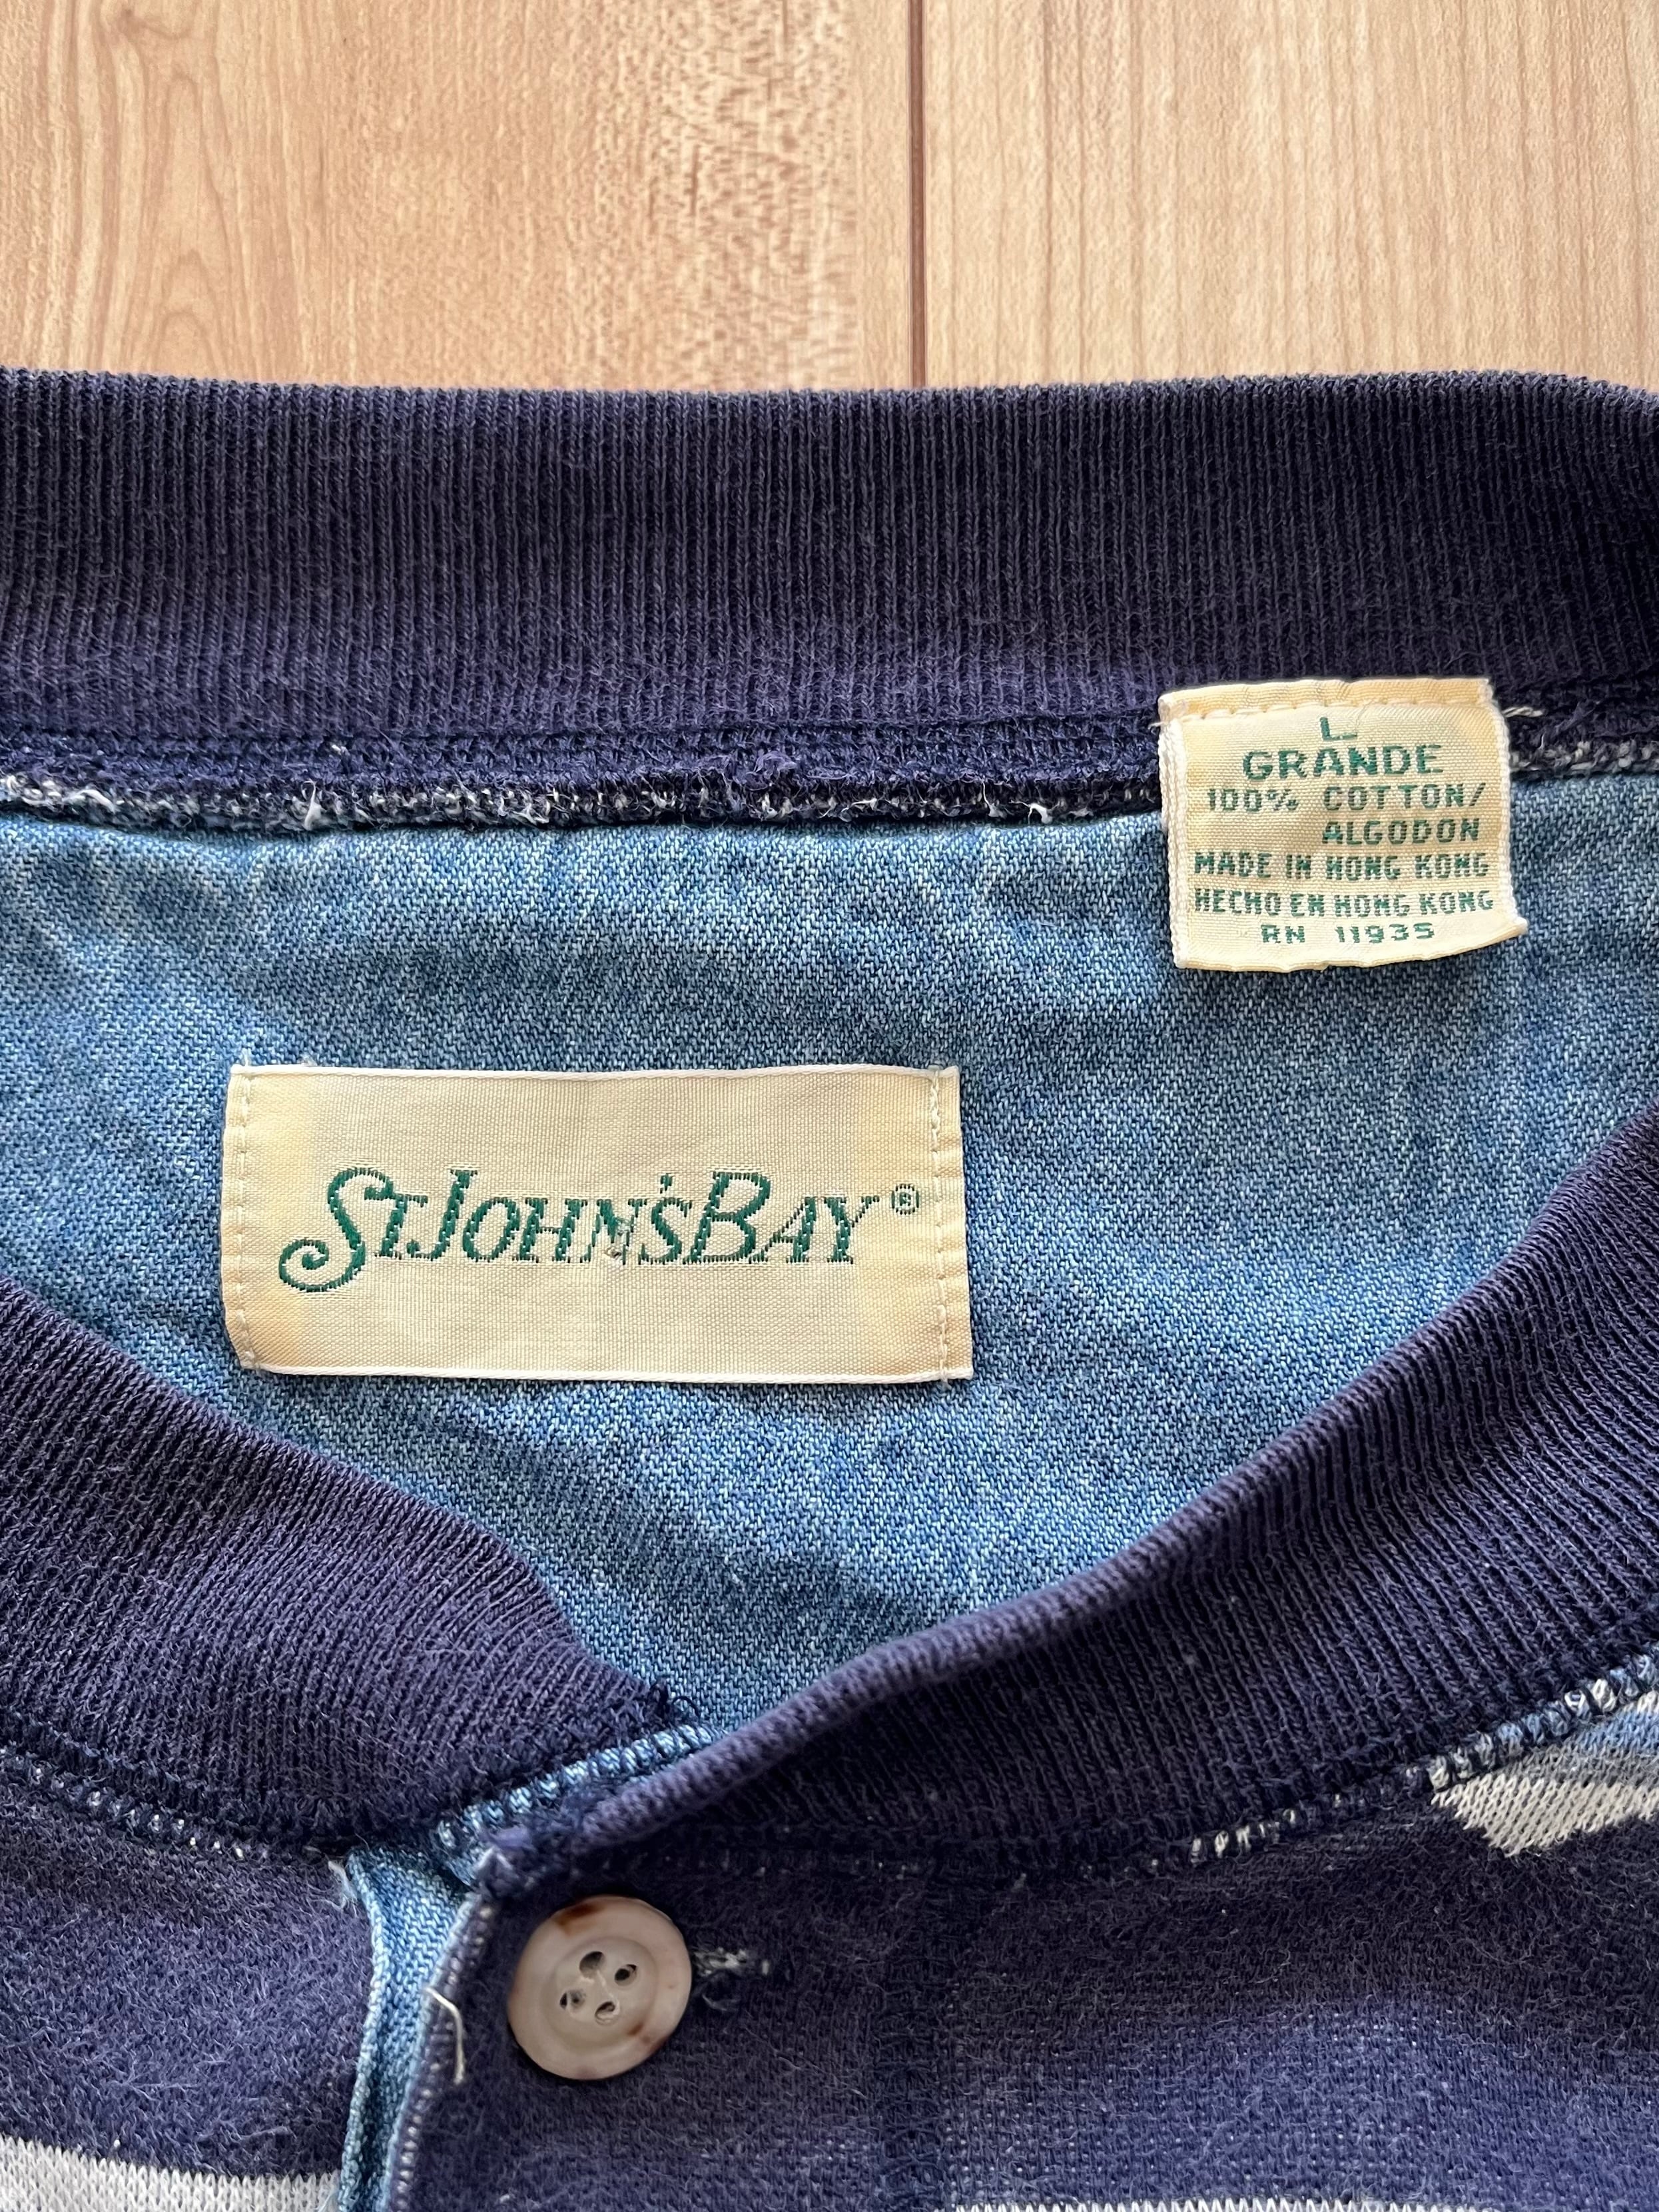 L
GRANDE
100% COTTON/
ALGODON
MADE IN HONG KONG
HECHO EN HONG KONG
RN 11935
ST JOHN'S BAY®